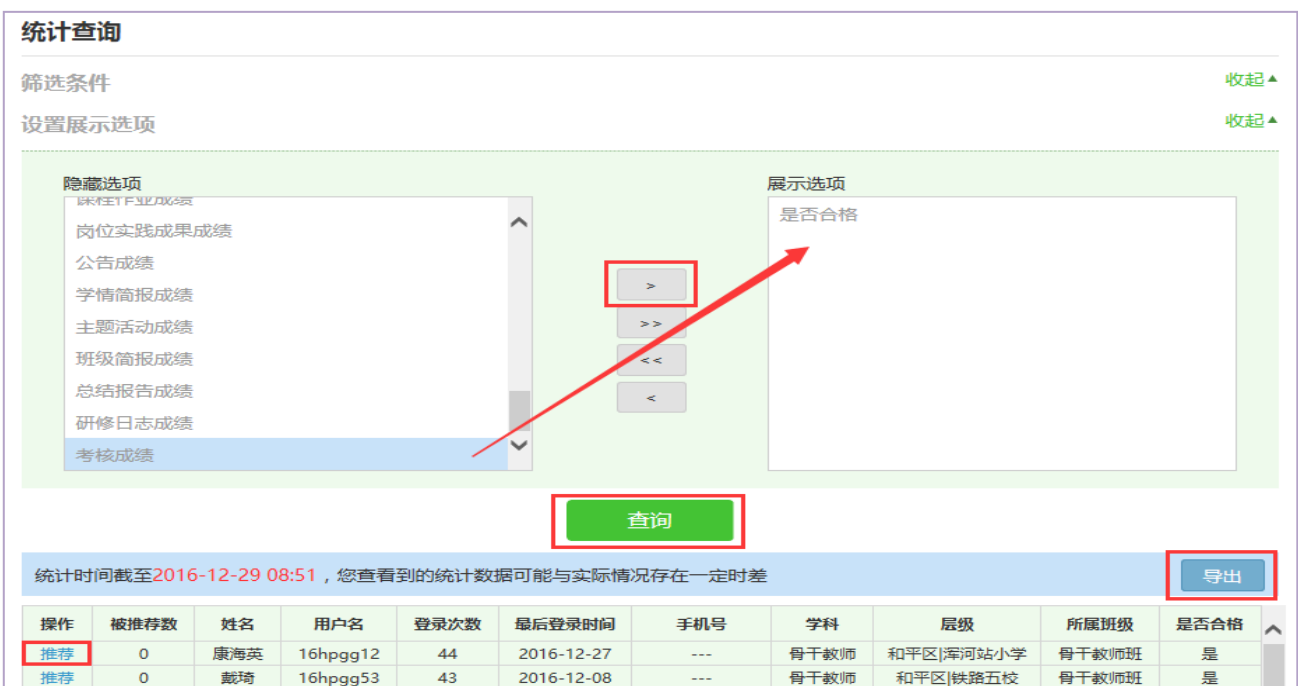 统计查询
筛选条件 收起▲
设置展示选项 收起▲
隐藏选项 展示选项
课程作业成绩 是否合格
岗位实践成果成绩
公告成绩
学情简报成绩 >
主题活动成绩 >>
班级简报成绩 <<
总结报告成绩 <
研修日志成绩
考核成绩
查询
统计时间截至2016-12-29 08:51，您查看到的统计数据可能与实际情况存在一定时差 导出
操作 被推荐数 姓名 用户名 登录次数 最后登录时间 手机号 学科 层级 所属班级 是否合格
推荐 0 康海英 16hpgg12 44 2016-12-27 --- 骨干教师 和平区|浑河站小学 骨干教师班 是
推荐 0 戴琦 16hpgg53 43 2016-12-08 --- 骨干教师 和平区|铁路五校 骨干教师班 是